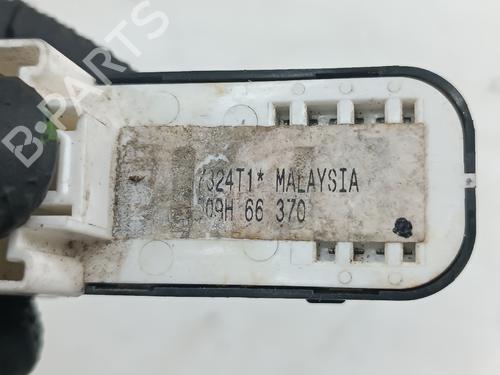 B-PARTS
?324T1* MALAYSIA
?09H 66 370